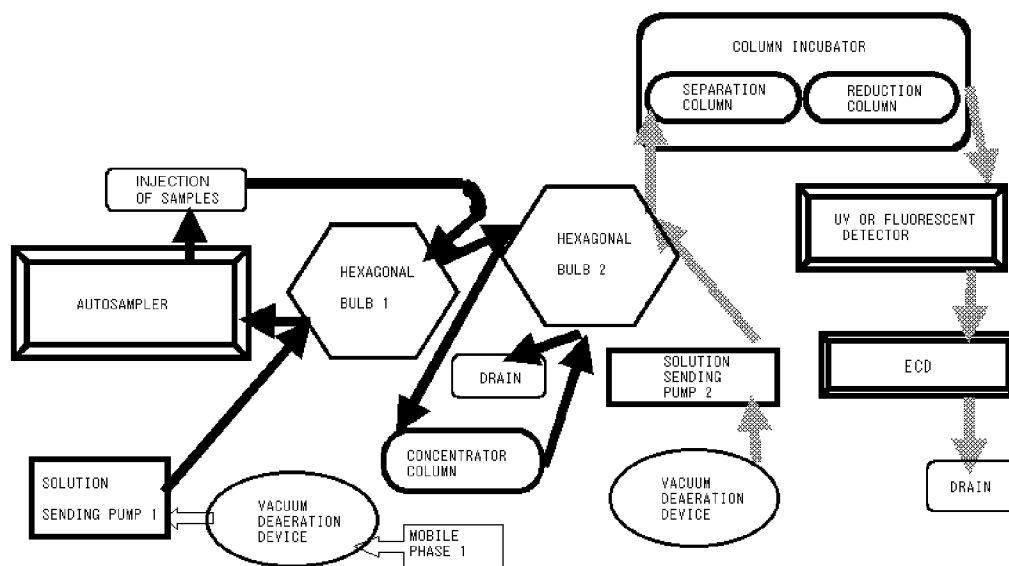 COLUMN INCUBATOR
SEPARATION
COLUMN
REDUCTION
COLUMN
INJECTION
OF SAMPLES
UV OR FLUORESCENT
DETECTOR
HEXAGONAL
BULB 2
HEXAGONAL
BULB 1
AUTOSAMPLER
DRAIN
SOLUTION
SENDING
PUMP 2
ECD
CONCENTRATOR
COLUMN
SOLUTION
SENDING PUMP 1
VACUUM
DEAERATION
DEVICE
MOBILE
PHASE 1
VACUUM
DEAERATION
DEVICE
DRAIN